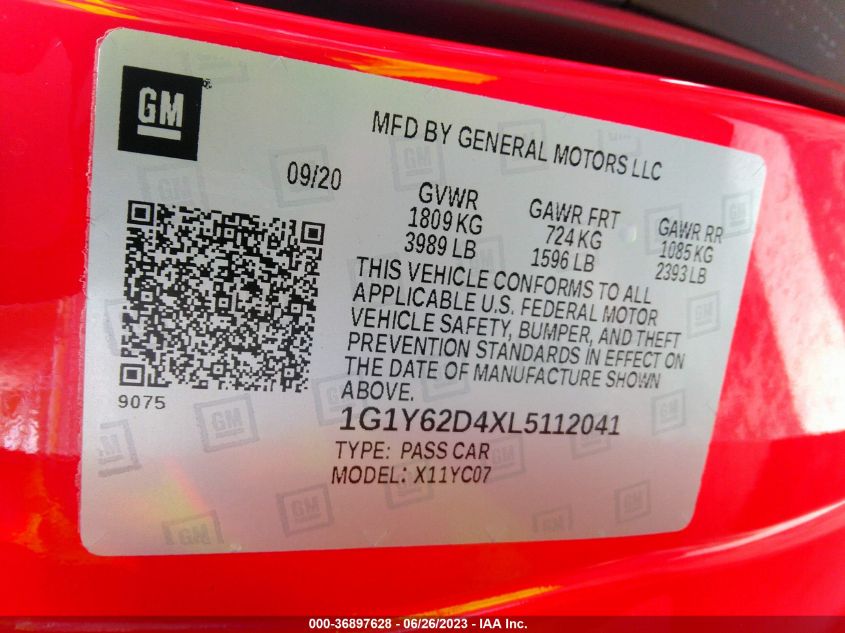 GM
MFD BY GENERAL MOTORS LLC
09/20
GVWR
1809 KG
3989 LB
GAWR FRT
724 KG
1596 LB
GAWR RR
1085 KG
2393 LB
THIS VEHICLE CONFORMS TO ALL
APPLICABLE U.S. FEDERAL MOTOR
VEHICLE SAFETY, BUMPER, AND THEFT
PREVENTION STANDARDS IN EFFECT ON
THE DATE OF MANUFACTURE SHOWN
ABOVE.
9075
1G1Y62D4XL5112041
TYPE: PASS CAR
MODEL: X11YC07
000-36897628 - 06/26/2023 - IAA Inc.